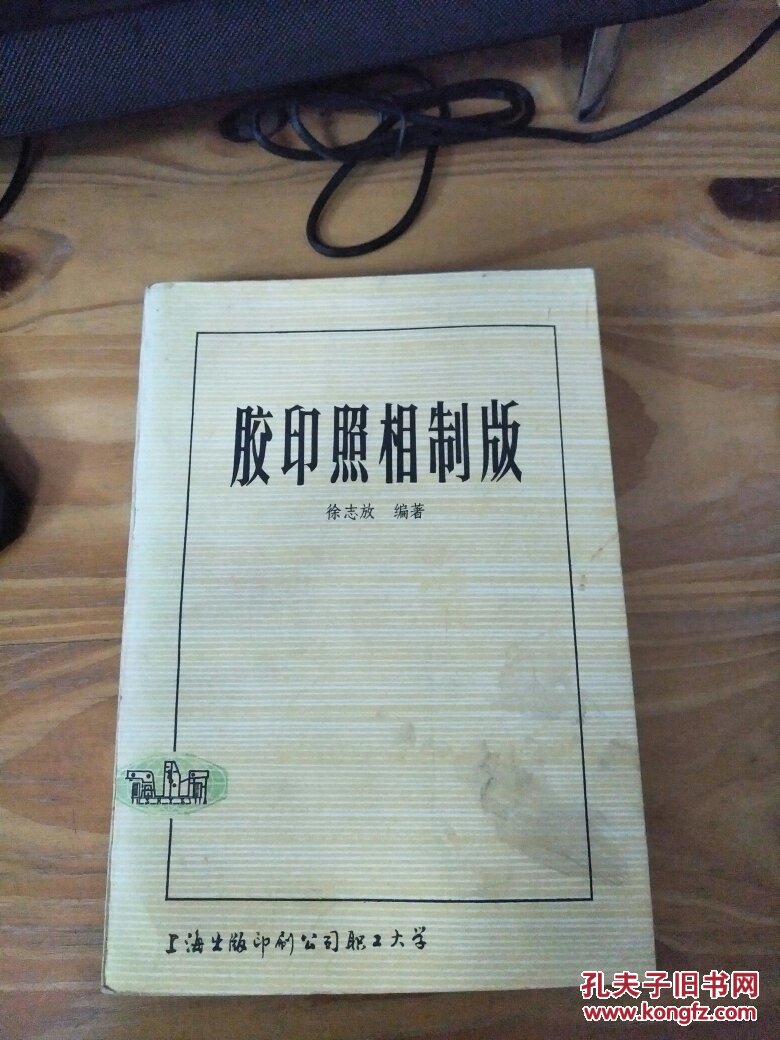 胶印照相制版
徐志放 编著
上海出版印刷公司职工大学
孔夫子旧书网
www.kongfz.com